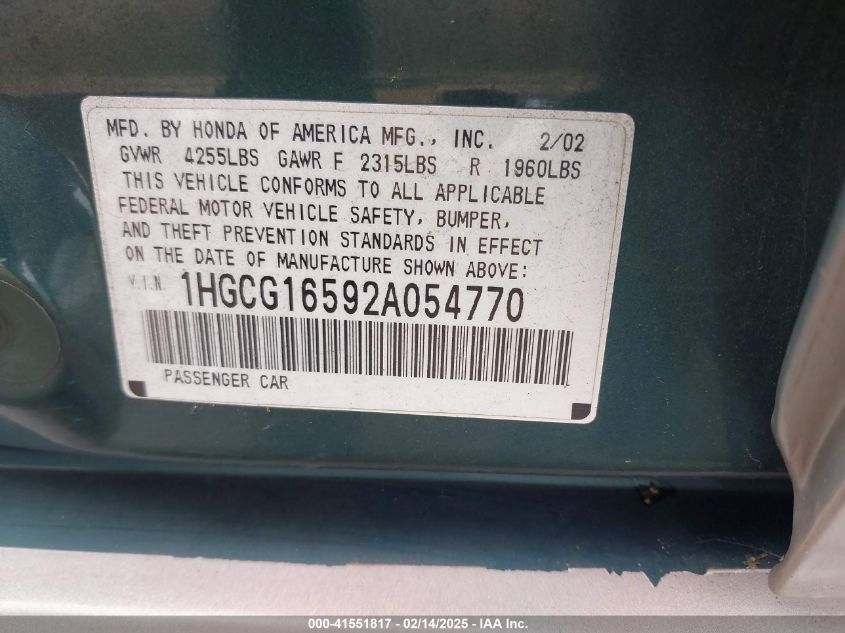 MFD. BY HONDA OF AMERICA MFG., INC. 2/02
GVWR 4255LBS GAWR F 2315LBS R 1960LBS
THIS VEHICLE CONFORMS TO ALL APPLICABLE
FEDERAL MOTOR VEHICLE SAFETY, BUMPER,
AND THEFT PREVENTION STANDARDS IN EFFECT
ON THE DATE OF MANUFACTURE SHOWN ABOVE:
V.I.N. 1HGCG16592A054770
PASSENGER CAR
000-41551817 - 02/14/2025 - IAA Inc.